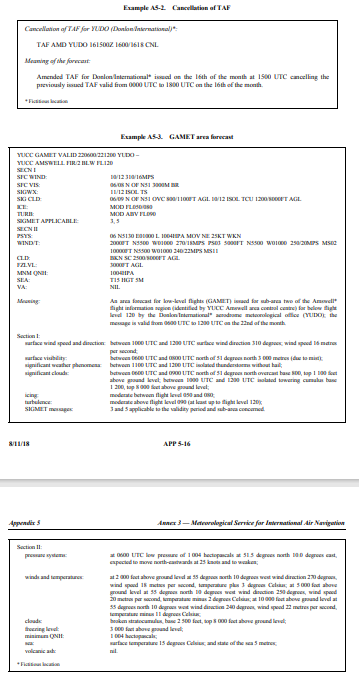 Example A5-2. Cancellation of TAF
Cancellation of TAF for YUDO (Donlon/International)*:
TAF AMD YUDO 161500Z 1600/1618 CNL
Meaning of the forecast:
Amended TAF for Donlon/International* issued on the 16th of the month at 1500 UTC cancelling the
previously issued TAF valid from 0000 UTC to 1800 UTC on the 16th of the month.
* Fictitious location
Example A5-3. GAMET area forecast
YUCC GAMET VALID 220600/221200 YUDO –
YUCC AMSWELL FIR/2 BLW FL120
SECN I
SFC WIND: 10/12 310/16MPS
SFC VIS: 06/08 N OF N51 3000M BR
SIGWX: 11/12 ISOL TS
SIG CLD: 06/09 N OF N51 OVC 800/1100FT AGL 10/12 ISOL TCU 1200/8000FT AGL
ICE: MOD FL050/080
TURB: MOD ABV FL090
SIGMET APPLICABLE: 3, 5
SECN II
PSYS: 06 N5130 E01000 L 1004HPA MOV NE 25KT WKN
WIND/T: 2000FT N5500 W01000 270/18MPS PS03 5000FT N5500 W01000 250/20MPS MS02
10000FT N5500 W01000 240/22MPS MS11
CLD: BKN SC 2500/8000FT AGL
FZLVL: 3000FT AGL
MNM QNH: 1004HPA
SEA: T15 HGT 5M
VA: NIL
Meaning: An area forecast for low-level flights (GAMET) issued for sub-area two of the Amswell*
flight information region (identified by YUCC Amswell area control centre) for below flight
level 120 by the Donlon/International* aerodrome meteorological office (YUDO); the
message is valid from 0600 UTC to 1200 UTC on the 22nd of the month.
Section I:
surface wind speed and direction: between 1000 UTC and 1200 UTC surface wind direction 310 degrees; wind speed 16 metres
per second;
surface visibility: between 0600 UTC and 0800 UTC north of 51 degrees north 3 000 metres (due to mist);
significant weather phenomena: between 1100 UTC and 1200 UTC isolated thunderstorms without hail;
significant clouds: between 0600 UTC and 0900 UTC north of 51 degrees north overcast base 800, top 1 100 feet
above ground level; between 1000 UTC and 1200 UTC isolated towering cumulus base
1 200, top 8 000 feet above ground level;
icing: moderate between flight level 050 and 080;
turbulence: moderate above flight level 090 (at least up to flight level 120);
SIGMET messages: 3 and 5 applicable to the validity period and sub-area concerned.
8/11/18 APP 5-16
Appendix 5 Annex 3 — Meteorological Service for International Air Navigation
Section II:
pressure systems: at 0600 UTC low pressure of 1 004 hectopascals at 51.5 degrees north 10.0 degrees east,
expected to move north-eastwards at 25 knots and to weaken;
winds and temperatures: at 2 000 feet above ground level at 55 degrees north 10 degrees west wind direction 270 degrees,
wind speed 18 metres per second, temperature plus 3 degrees Celsius; at 5 000 feet above
ground level at 55 degrees north 10 degrees west wind direction 250 degrees, wind speed
20 metres per second, temperature minus 2 degrees Celsius; at 10 000 feet above ground level at
55 degrees north 10 degrees west wind direction 240 degrees, wind speed 22 metres per second,
temperature minus 11 degrees Celsius;
clouds: broken stratocumulus, base 2 500 feet, top 8 000 feet above ground level;
freezing level: 3 000 feet above ground level;
minimum QNH: 1 004 hectopascals;
sea: surface temperature 15 degrees Celsius; and state of the sea 5 metres;
volcanic ash: nil.
* Fictitious location